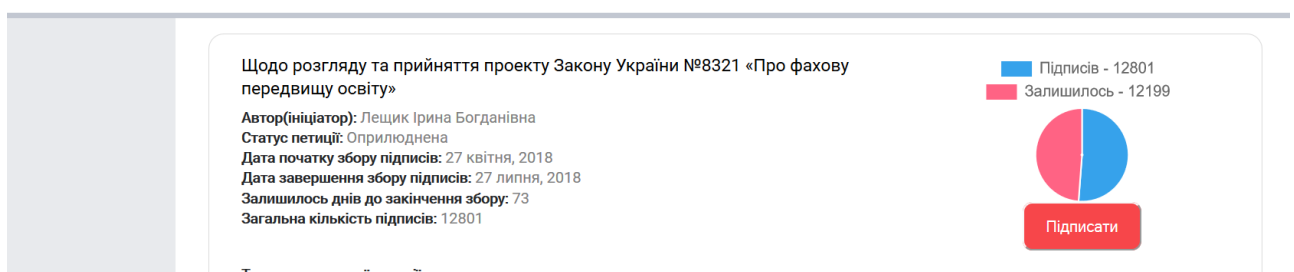 Щодо розгляду та прийняття проекту Закону України №8321 «Про фахову
передвищу освіту»
Автор(ініціатор): Лещик Ірина Богданівна
Статус петиції: Оприлюднена
Дата початку збору підписів: 27 квітня, 2018
Дата завершення збору підписів: 27 липня, 2018
Залишилось днів до закінчення збору: 73
Загальна кількість підписів: 12801
Підписів - 12801
Залишилось - 12199
Підписати